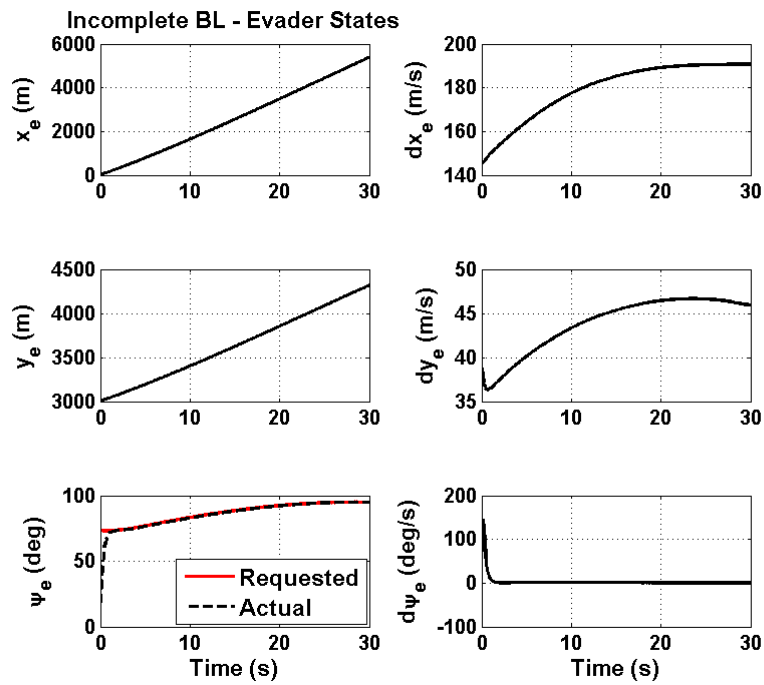 Incomplete BL - Evader States
6000
4000
2000
0
x_e (m)
0 10 20 30
200
180
160
140
dx_e (m/s)
0 10 20 30
4500
4000
3500
3000
y_e (m)
0 10 20 30
50
45
40
35
dy_e (m/s)
0 10 20 30
100
50
0
ψ_e (deg)
Requested
Actual
0 10 20 30
Time (s)
200
100
0
-100
dψ_e (deg/s)
0 10 20 30
Time (s)